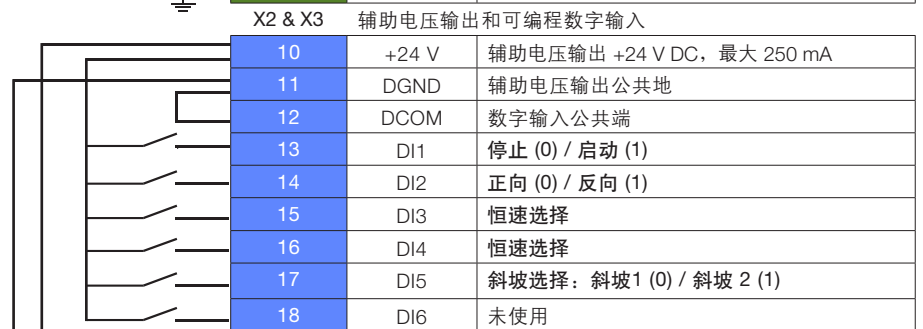 X2 & X3 辅助电压输出和可编程数字输入
10 +24 V 辅助电压输出 +24 V DC，最大 250 mA
11 DGND 辅助电压输出公共地
12 DCOM 数字输入公共端
13 DI1 停止 (0) / 启动 (1)
14 DI2 正向 (0) / 反向 (1)
15 DI3 恒速选择
16 DI4 恒速选择
17 DI5 斜坡选择：斜坡1 (0) / 斜坡 2 (1)
18 DI6 未使用